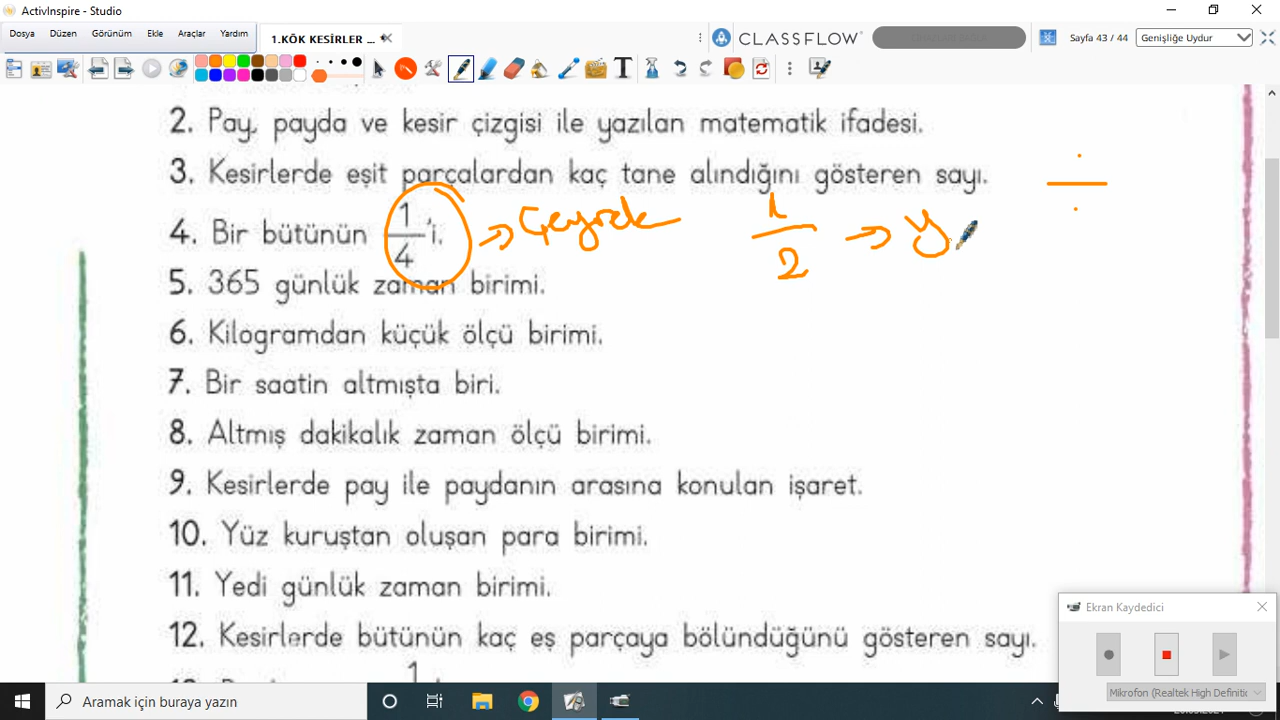 ActivInspire - Studio
Dosya Düzen Görünüm Ekle Araçlar Yardım
1.KÖK KESİRLER ...
CLASSFLOW
Sayfa 43 / 44
Genişliğe Uydur
2. Pay, payda ve kesir çizgisi ile yazılan matematik ifadesi.
3. Kesirlerde eşit parçalardan kaç tane alındığını gösteren sayı.
4. Bir bütünün 1/4'i. → Çeyrek 1/2 → y
5. 365 günlük zaman birimi.
6. Kilogramdan küçük ölçü birimi.
7. Bir saatin altmışta biri.
8. Altmış dakikalık zaman ölçü birimi.
9. Kesirlerde pay ile paydanın arasına konulan işaret.
10. Yüz kuruştan oluşan para birimi.
11. Yedi günlük zaman birimi.
12. Kesirlerde bütünün kaç eş parçaya bölündüğünü gösteren sayı.
Ekran Kaydedici
Mikrofon (Realtek High Definitic
Aramak için buraya yazın